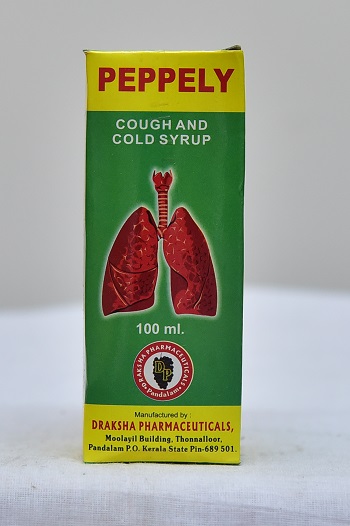 PEPPELY
COUGH AND
COLD SYRUP
100 ml.
DRAKSHA PHARMACEUTICALS
DP
Pandalam
Manufactured by :
DRAKSHA PHARMACEUTICALS,
Moolayil Building, Thonnalloor,
Pandalam P.O. Kerala State Pin-689 501.